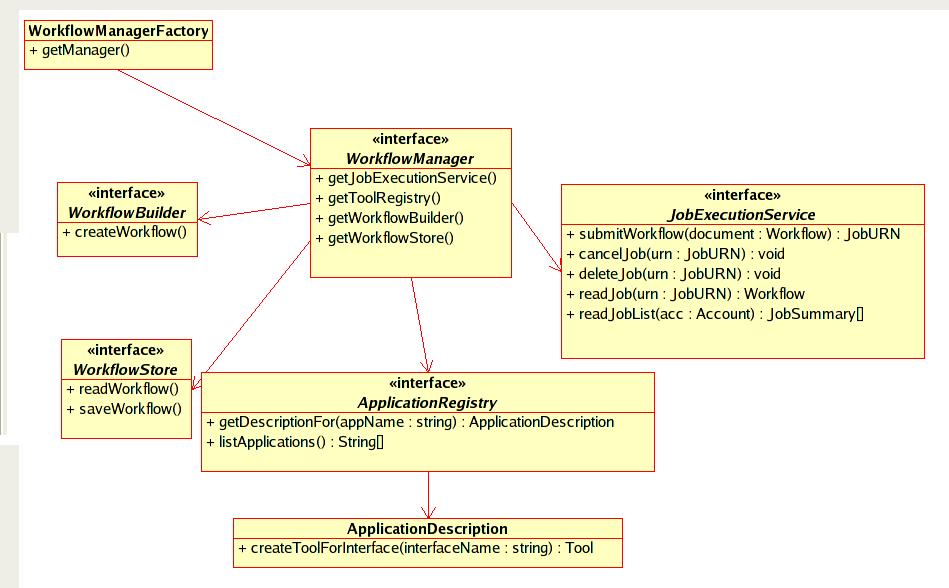 WorkflowManagerFactory
+ getManager()
«interface»
WorkflowManager
+ getJobExecutionService()
+ getToolRegistry()
+ getWorkflowBuilder()
+ getWorkflowStore()
«interface»
WorkflowBuilder
+ createWorkflow()
«interface»
JobExecutionService
+ submitWorkflow(document : Workflow) : JobURN
+ cancelJob(urn : JobURN) : void
+ deleteJob(urn : JobURN) : void
+ readJob(urn : JobURN) : Workflow
+ readJobList(acc : Account) : JobSummary[]
«interface»
WorkflowStore
+ readWorkflow()
+ saveWorkflow()
«interface»
ApplicationRegistry
+ getDescriptionFor(appName : string) : ApplicationDescription
+ listApplications() : String[]
ApplicationDescription
+ createToolForInterface(interfaceName : string) : Tool